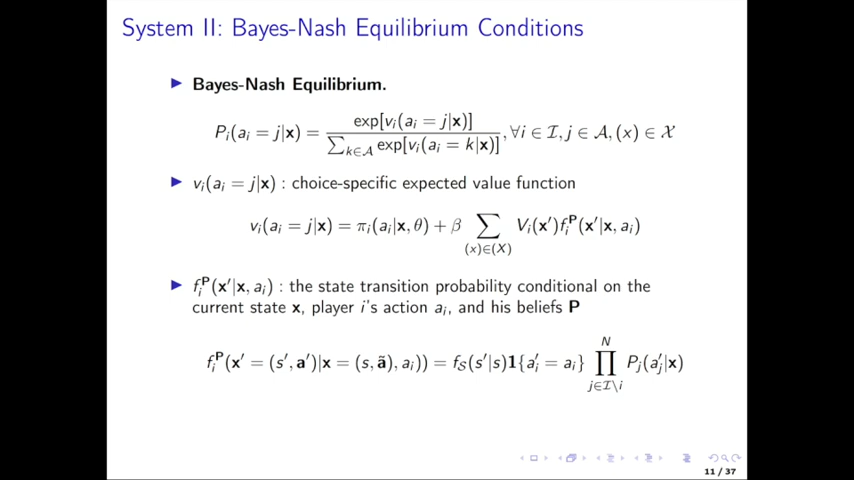 System II: Bayes-Nash Equilibrium Conditions
Bayes-Nash Equilibrium.
P_i(a_i = j|x) = exp[v_i(a_i = j|x)] / ∑_{k∈𝒜} exp[v_i(a_i = k|x)], ∀i ∈ ℐ, j ∈ 𝒜, (x) ∈ 𝒳
v_i(a_i = j|x) : choice-specific expected value function
v_i(a_i = j|x) = π_i(a_i|x, θ) + β ∑_{(x)∈(X)} V_i(x′)f_i^P(x′|x, a_i)
f_i^P(x′|x, a_i) : the state transition probability conditional on the
current state x, player i's action a_i, and his beliefs P
f_i^P(x′ = (s′, a′)|x = (s, ã), a_i)) = f_𝒮(s′|s)1{a′_i = a_i} ∏_{j∈ℐ\i}^N P_j(a′_j|x)
11 / 37